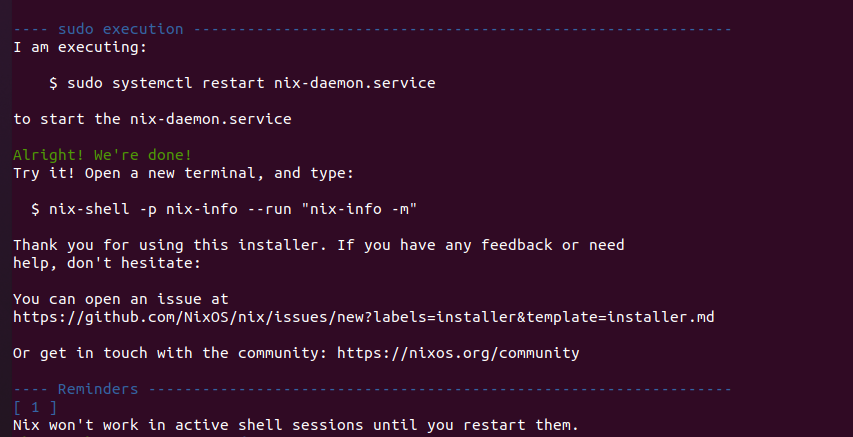 ---- sudo execution ------------------------------------------------------------
I am executing:
$ sudo systemctl restart nix-daemon.service
to start the nix-daemon.service
Alright! We're done!
Try it! Open a new terminal, and type:
$ nix-shell -p nix-info --run "nix-info -m"
Thank you for using this installer. If you have any feedback or need
help, don't hesitate:
You can open an issue at
https://github.com/NixOS/nix/issues/new?labels=installer&template=installer.md
Or get in touch with the community: https://nixos.org/community
---- Reminders -----------------------------------------------------------------
[ 1 ]
Nix won't work in active shell sessions until you restart them.